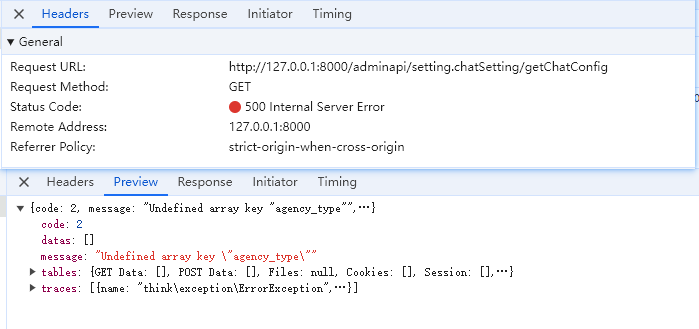 Headers Preview Response Initiator Timing
▼ General
Request URL: http://127.0.0.1:8000/adminapi/setting.chatSetting/getChatConfig
Request Method: GET
Status Code: 500 Internal Server Error
Remote Address: 127.0.0.1:8000
Referrer Policy: strict-origin-when-cross-origin
Headers Preview Response Initiator Timing
▼ {code: 2, message: "Undefined array key "agency_type"",…}
code: 2
datas: []
message: "Undefined array key \"agency_type\""
▶ tables: {GET Data: [], POST Data: [], Files: null, Cookies: [], Session: [],…}
▶ traces: [{name: "think\exception\ErrorException",…}]